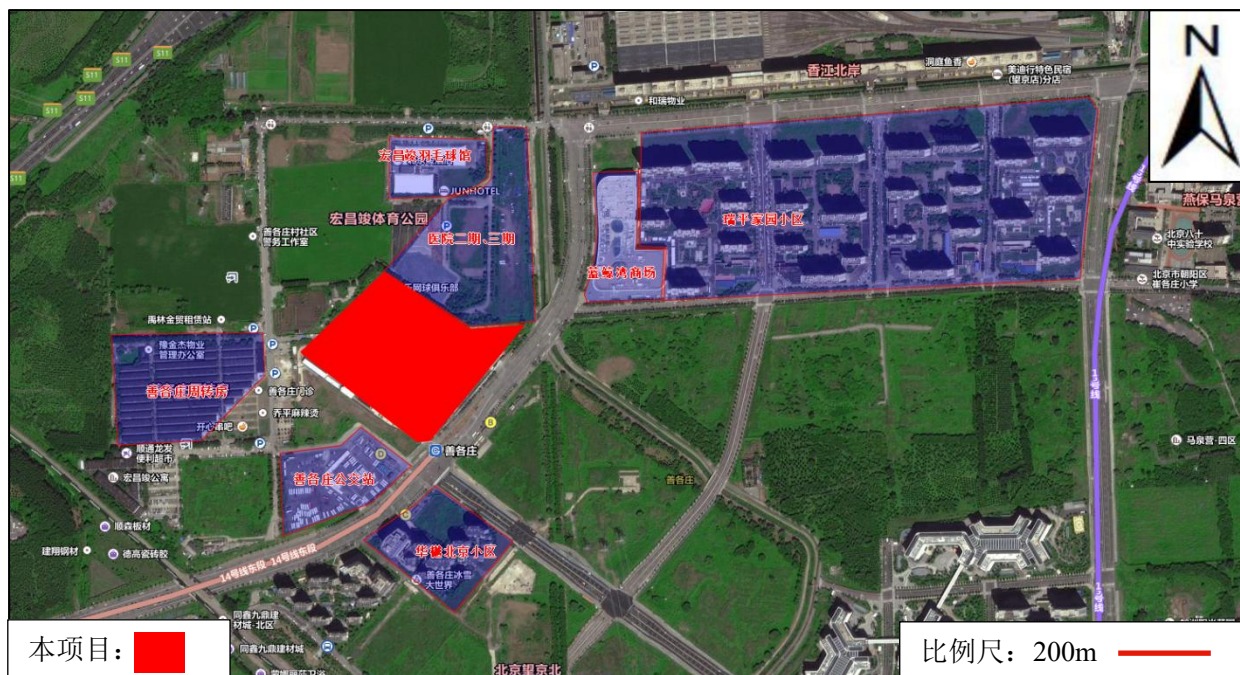 S11
S11
S11
S11
S11
S11
S11
N
P
香江北岸
洞庭鱼香
美迪行特色民宿
(望京店)分店
和瑞物业
P
宏昌竣羽毛球馆
JUNHOTEL
宏昌竣体育公园
P
医院二期、三期
善各庄村社区
警务工作室
网球俱乐部
瑞平家园小区
蓝鲸湾商场
燕保马泉营
北京八十
中实验学校
北京市朝阳区
崔各庄小学
禹林金贸租赁站
P
P
豫金杰物业
管理办公室
善各庄周转房
P
善各庄门诊
乔平麻辣烫
开心串吧
P
顺通龙发
便利超市
宏昌竣公寓
B
善各庄
D
善各庄公交站
善各庄
马泉营·四区
顺森板材
建翔钢材
德高瓷砖胶
C
华樾北京小区
善各庄冰雪
大世界
14号线东段
14号线东段
15号线
同鑫九鼎建
材城·北区
同鑫九鼎建材城
北京望京北
本项目：
比例尺：200m